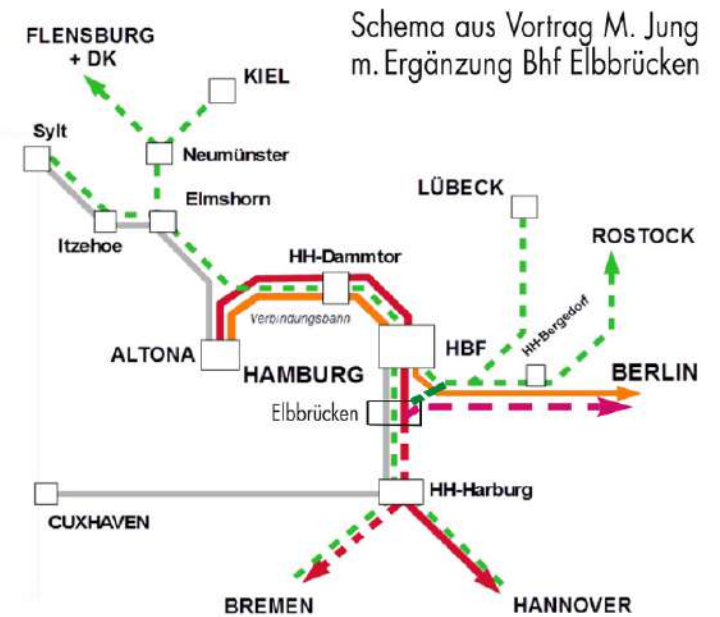 Schema aus Vortrag M. Jung
m. Ergänzung Bhf Elbbrücken
FLENSBURG
+ DK
KIEL
Sylt
Neumünster
Elmshorn
Itzehoe
LÜBECK
ROSTOCK
HH-Dammtor
HH-Bergedorf
Verbindungsbahn
ALTONA
HAMBURG
HBF
BERLIN
Elbbrücken
HH-Harburg
CUXHAVEN
BREMEN
HANNOVER